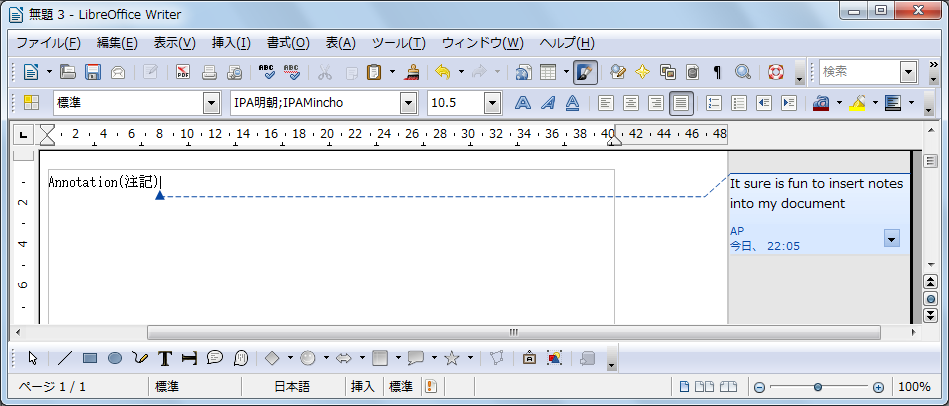 無題 3 - LibreOffice Writer
ファイル(F) 編集(E) 表示(V) 挿入(I) 書式(O) 表(A) ツール(T) ウィンドウ(W) ヘルプ(H)
PDF ABC ABC 検索
標準 IPA明朝;IPAMincho 10.5
2 4 6 8 10 12 14 16 18 20 22 24 26 28 30 32 34 36 38 40 42 44 46 48
Annotation(注記)
It sure is fun to insert notes
into my document
AP
今日、 22:05
2
4
6
ページ 1 / 1 標準 日本語 挿入 標準 100%